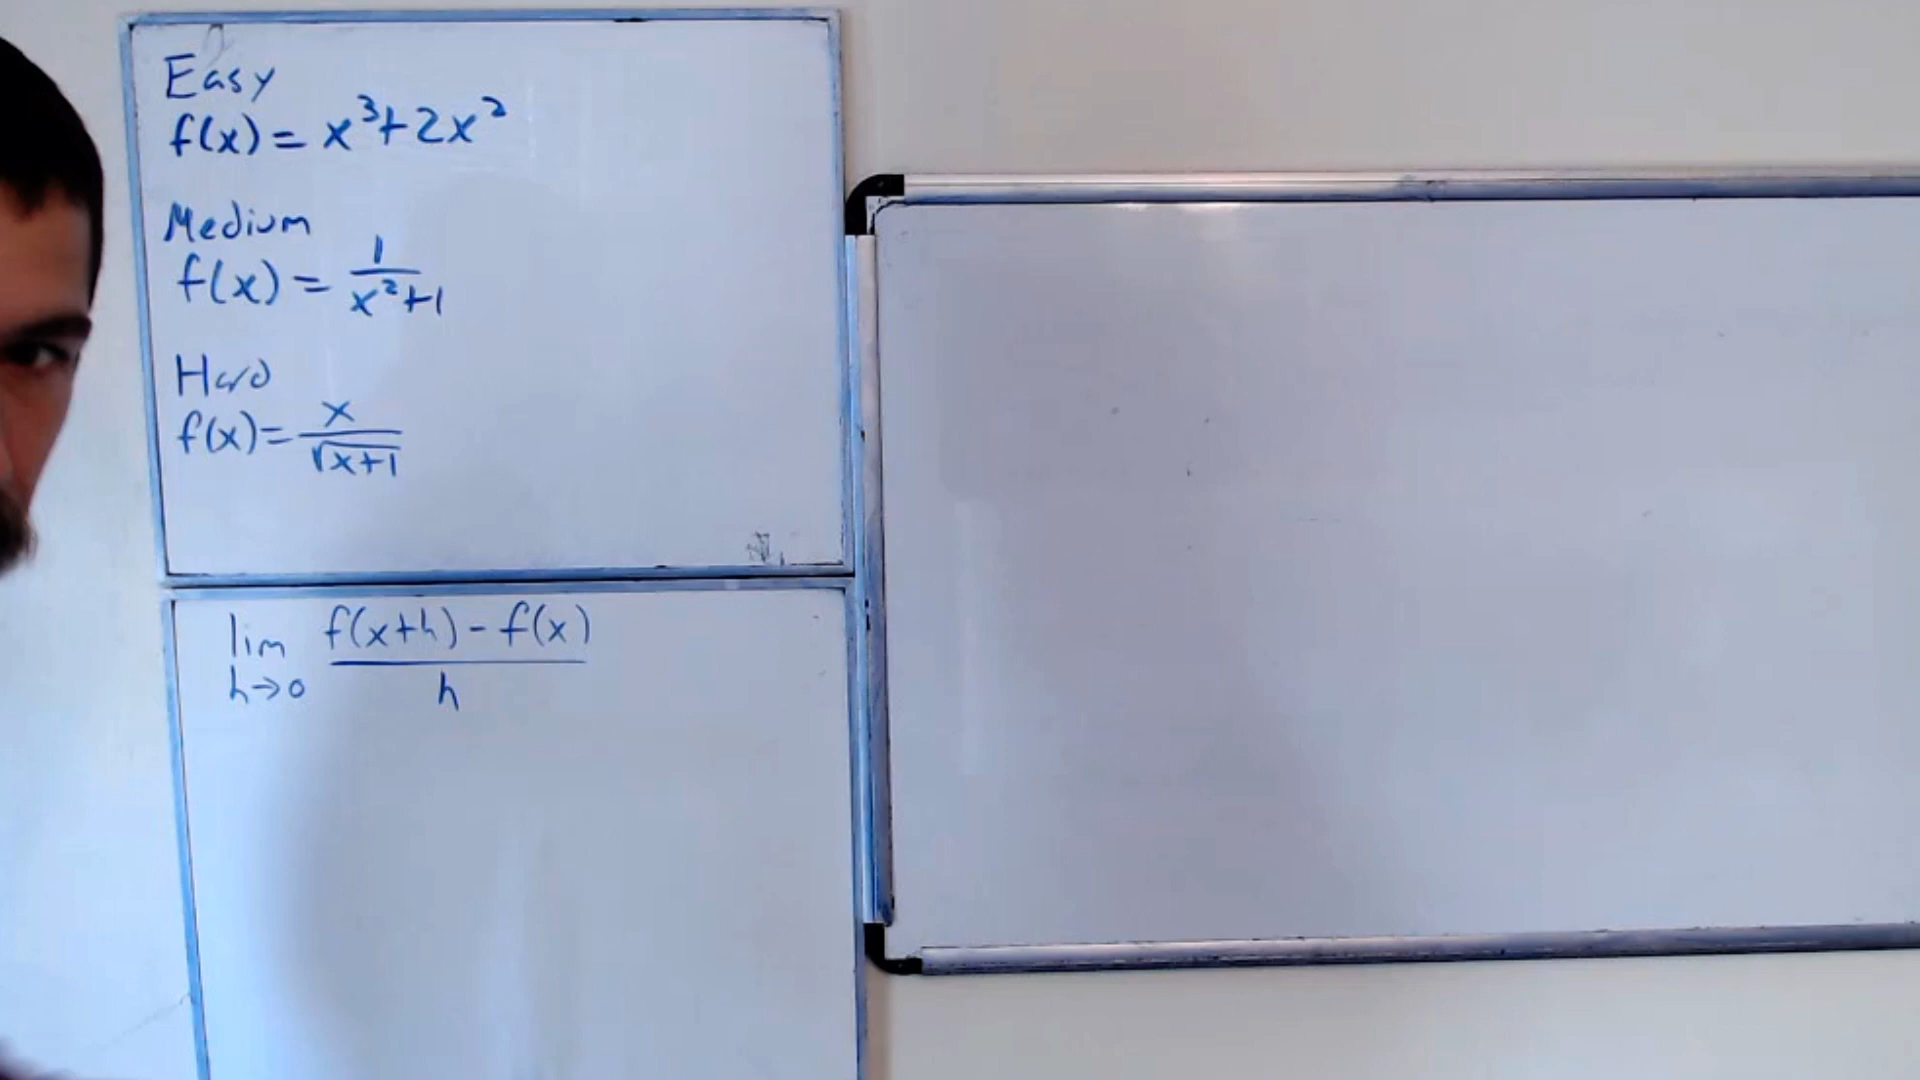 Easy
f(x) = x³+2x²
Medium
f(x) = 1/(x²+1)
Hard
f(x) = x/√(x+1)
lim h→0 (f(x+h) - f(x))/h